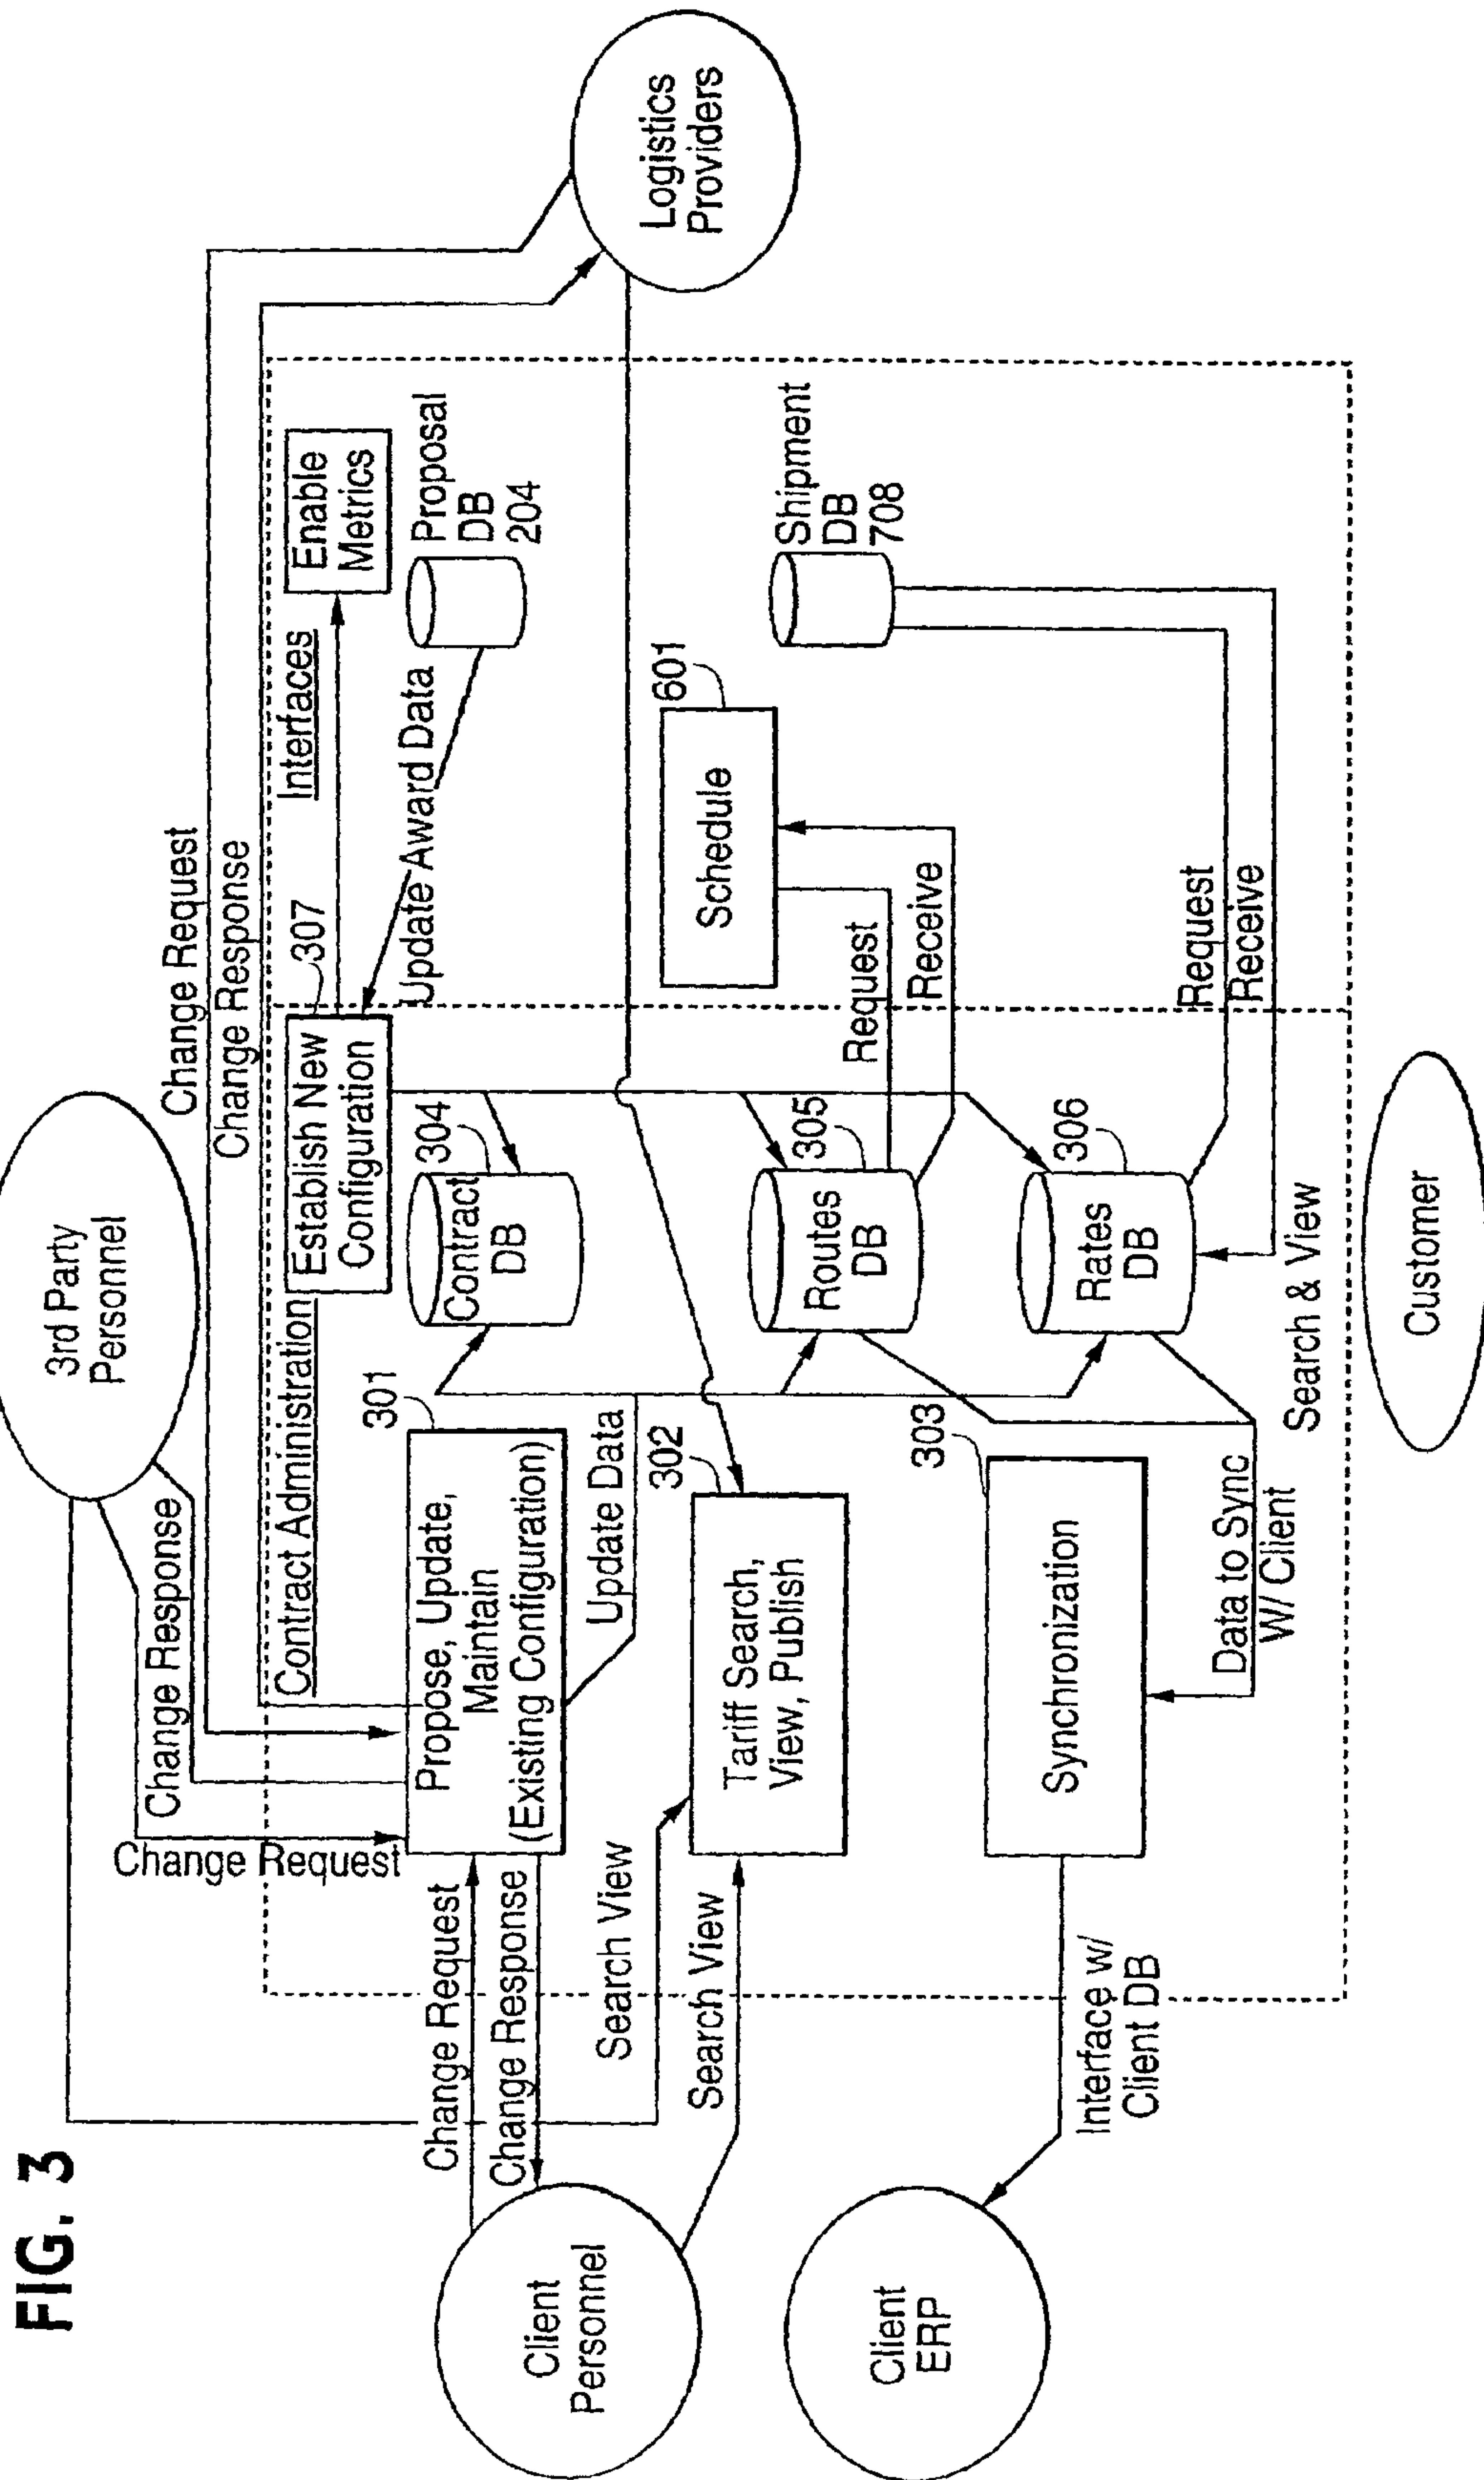 FIG. 3
3rd Party
Personnel
Change Request
Change Response
Change Response
Change Request
Contract Administration
Establish New
Configuration
307
Interfaces
Enable
Metrics
Change Request
Change Response
Propose, Update,
Maintain
(Existing Configuration)
301
Contract
DB
304
Update Award Data
Proposal
DB
204
Client
Personnel
Update Data
Logistics
Providers
Search View
Search View
Tariff Search,
View, Publish
302
Routes
DB
305
Schedule
601
Request
Receive
Shipment
DB
708
Client
ERP
Synchronization
303
Rates
DB
306
Interface w/
Client DB
Data to Sync
W/ Client
Request
Receive
Search & View
Customer